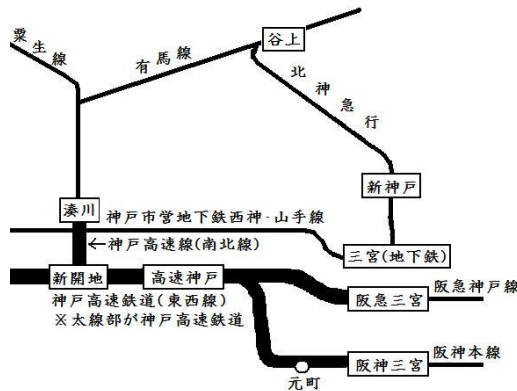 粟生線
有馬線
谷上
北神急行
新神戸
湊川
神戸市営地下鉄西神・山手線
←神戸高速線(南北線)
三宮(地下鉄)
新開地
高速神戸
神戸高速鉄道(東西線)
※太線部が神戸高速鉄道
阪急三宮
阪急神戸線
阪神三宮
阪神本線
元町